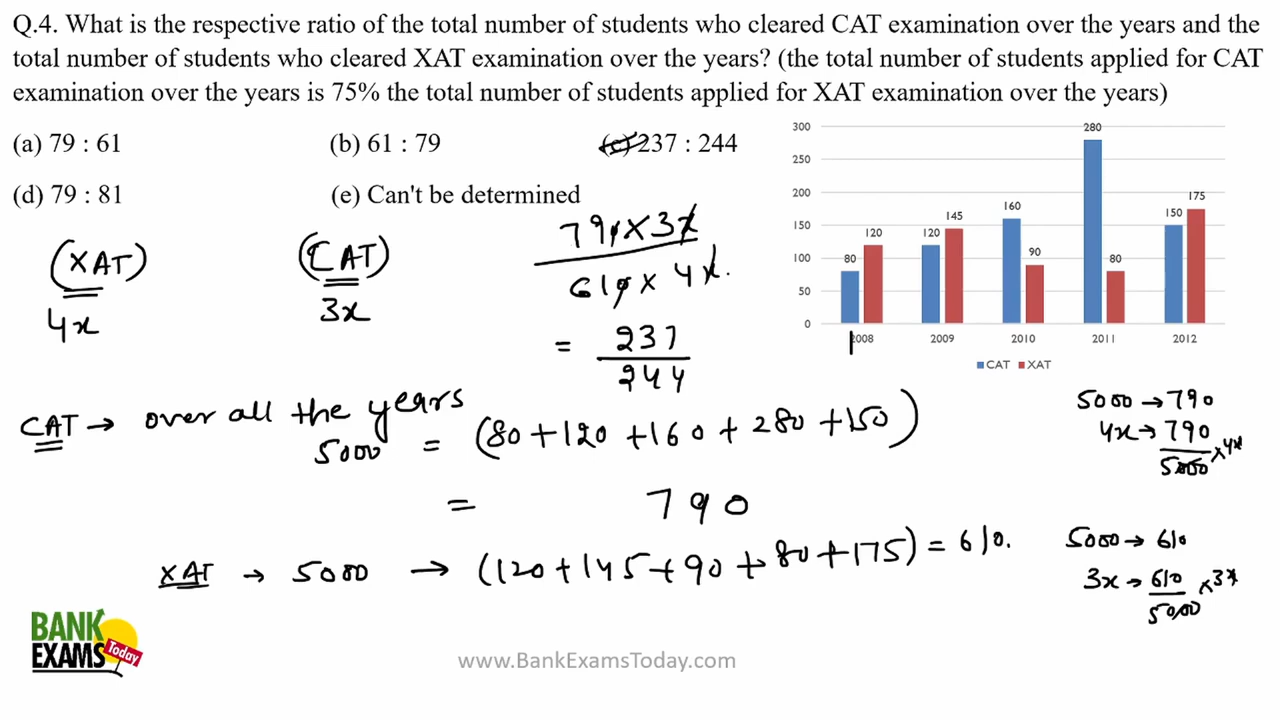 Q.4. What is the respective ratio of the total number of students who cleared CAT examination over the years and the
total number of students who cleared XAT examination over the years? (the total number of students applied for CAT
examination over the years is 75% the total number of students applied for XAT examination over the years)
(a) 79 : 61 (b) 61 : 79 (c) 237 : 244
(d) 79 : 81 (e) Can't be determined
300
250
200
150
100
50
0
80 120 120 145 160 90 280 80 150 175
2008 2009 2010 2011 2012
CAT XAT
(XAT) (CAT)
4x 3x
790 × 3x
610 × 4x.
= 237
244
CAT → over all the years
5000 = (80 + 120 + 160 + 280 + 150)
= 790
XAT → 5000 → (120 + 145 + 90 + 80 + 175) = 610.
5000 → 790
4x → 790
5000 × 4x
5000 → 610
3x → 610 × 3x
5000
BANK
EXAMS Today
www.BankExamsToday.com